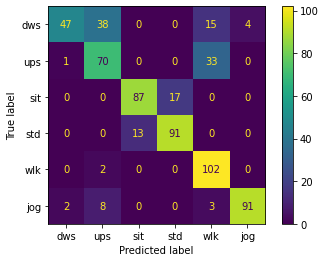 dws 47 38 0 0 15 4 100
ups 1 70 0 0 33 0 80
sit 0 0 87 17 0 0 60
std 0 0 13 91 0 0 40
wlk 0 2 0 0 102 0 20
jog 2 8 0 0 3 91 0
dws ups sit std wlk jog
True label
Predicted label